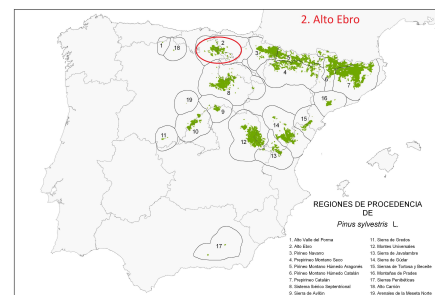 2. Alto Ebro
1
,18
2
3
4
5
6
7
8
9
19
10
11
16
15
14
12
13
17
REGIONES DE PROCEDENCIA
DE
Pinus sylvestris L.
1. Alto Valle del Porma
2. Alto Ebro
3. Pirineo Navarro
4. Prepirineo Montano Seco
5. Pirineo Montano Húmedo Aragonés
6. Pirineo Montano Húmedo Catalán
7. Prepirineo Catalán
8. Sistema Ibérico Septentrional
9. Sierra de Ayllón
11. Sierra de Gredos
12. Montes Universales
13. Sierra de Javalambre
14. Sierra de Gúdar
15. Sierras de Tortosa y Beceite
16. Montañas de Prades
17. Sierras Penibéticas
18. Alto Carrión
19. Arenales de la Meseta Norte